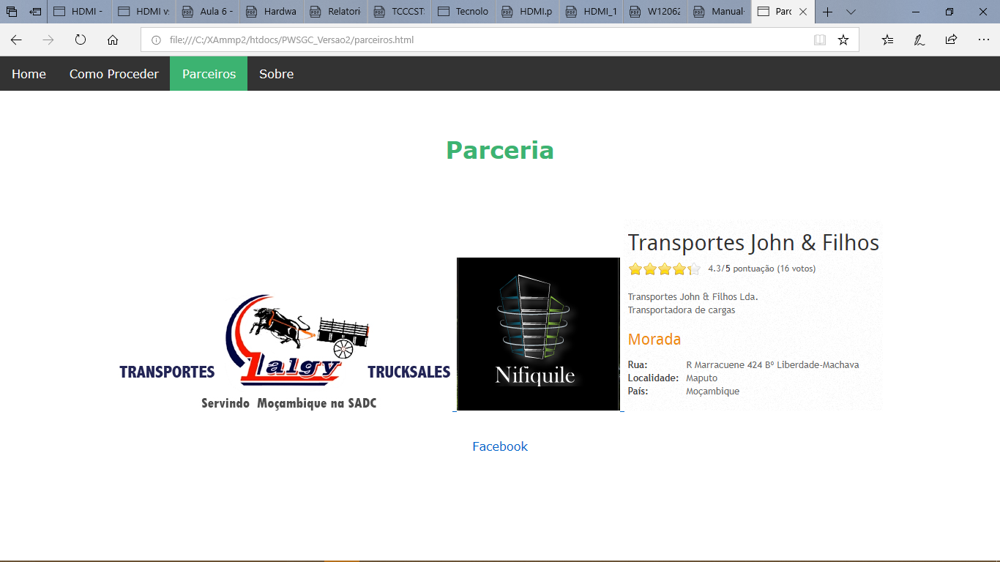 HDMI -
HDMI v
Aula 6 -
Hardwa
Relatori
TCCCST
Tecnolo
HDMI.p
HDMI_1
W12062
Manual-
Parc
file:///C:/XAmmp2/htdocs/PWSGC_Versao2/parceiros.html
Home
Como Proceder
Parceiros
Sobre
Parceria
TRANSPORTES
Lalgy
TRUCKSALES
Servindo Moçambique na SADC
Nifiquile
Transportes John & Filhos
4.3/5 pontuação (16 votos)
Transportes John & Filhos Lda.
Transportadora de cargas
Morada
Rua: R Marracuene 424 Bº Liberdade-Machava
Localidade: Maputo
País: Moçambique
Facebook